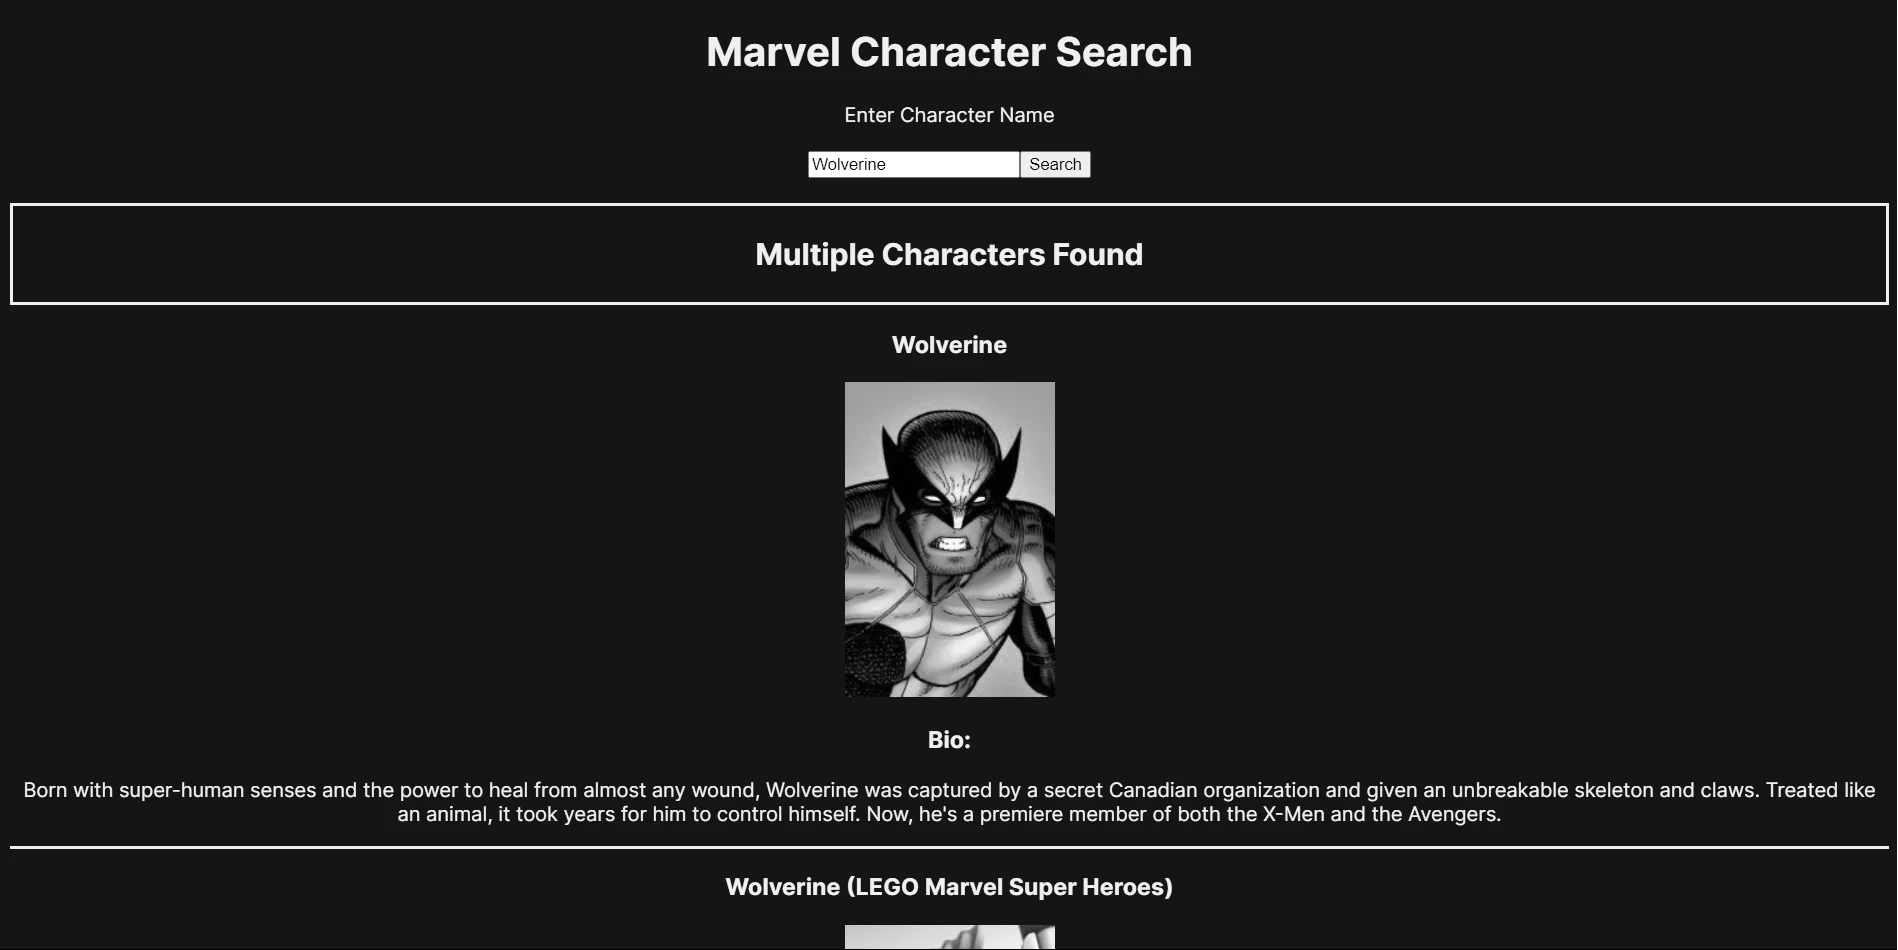 Marvel Character Search
Enter Character Name
Wolverine
Search
Multiple Characters Found
Wolverine
Bio:
Born with super-human senses and the power to heal from almost any wound, Wolverine was captured by a secret Canadian organization and given an unbreakable skeleton and claws. Treated like
an animal, it took years for him to control himself. Now, he's a premiere member of both the X-Men and the Avengers.
Wolverine (LEGO Marvel Super Heroes)